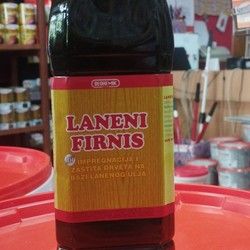 LANENI
FIRNIS
IMPREGNACIJA I
ZAŠTITA DRVETA NA
BAZI LANENOG ULJA